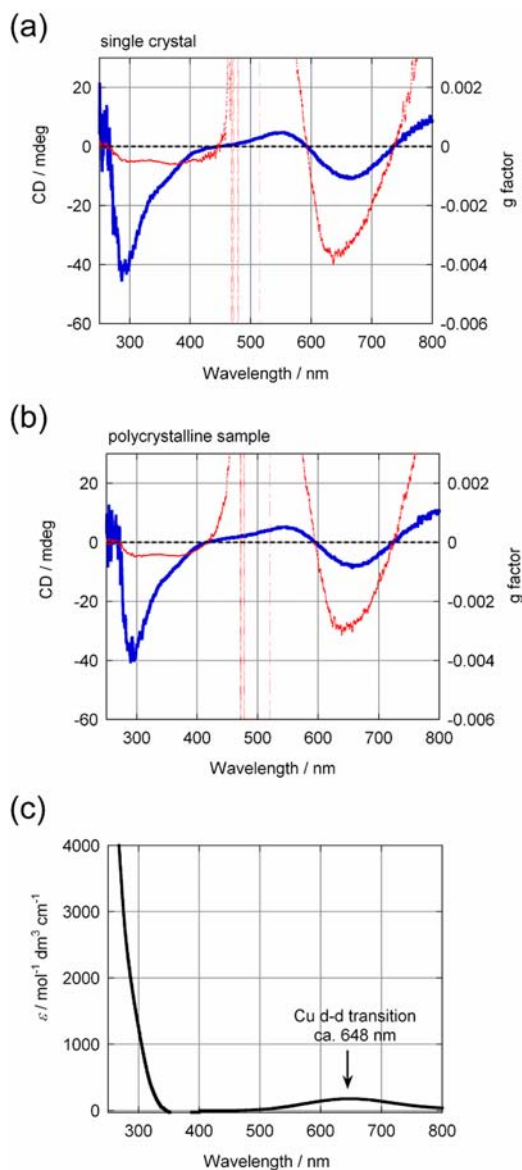 (a)
single crystal
20
0
-20
-40
-60
CD / mdeg
0.002
0
-0.002
-0.004
-0.006
g factor
300 400 500 600 700 800
Wavelength / nm
(b)
polycrystalline sample
20
0
-20
-40
-60
CD / mdeg
0.002
0
-0.002
-0.004
-0.006
g factor
300 400 500 600 700 800
Wavelength / nm
(c)
4000
3000
2000
1000
0
ε / mol⁻¹ dm³ cm⁻¹
Cu d-d transition
ca. 648 nm
300 400 500 600 700 800
Wavelength / nm